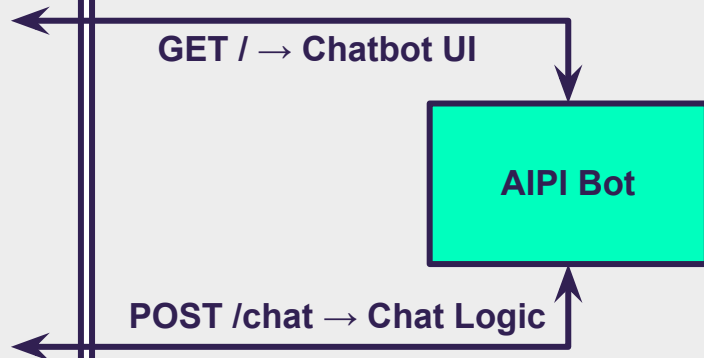 GET / → Chatbot UI
AIPI Bot
POST /chat → Chat Logic